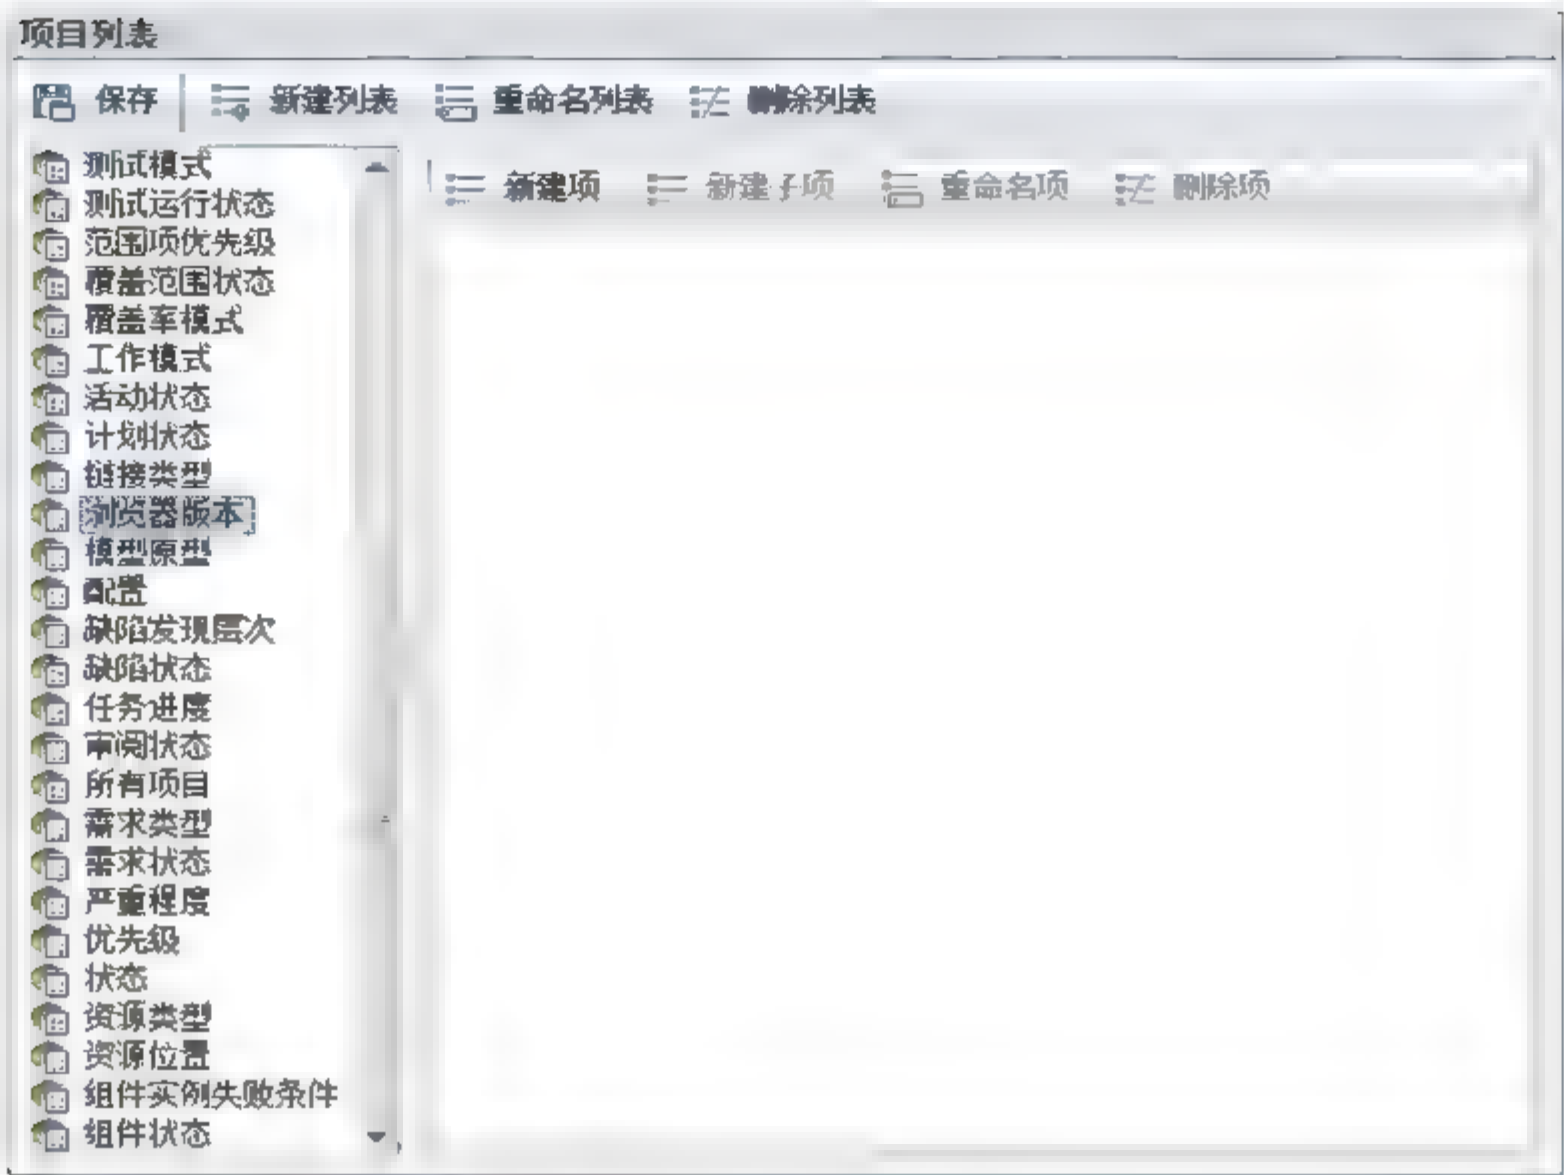 项目列表
保存 新建列表 重命名列表 删除列表
新建项 新建子项 重命名项 删除项
测试模式
测试运行状态
范围项优先级
覆盖范围状态
覆盖率模式
工作模式
活动状态
计划状态
链接类型
浏览器版本
模型原型
配置
缺陷发现层次
缺陷状态
任务进度
审阅状态
所有项目
需求类型
需求状态
严重程度
优先级
状态
资源类型
资源位置
组件实例失败条件
组件状态